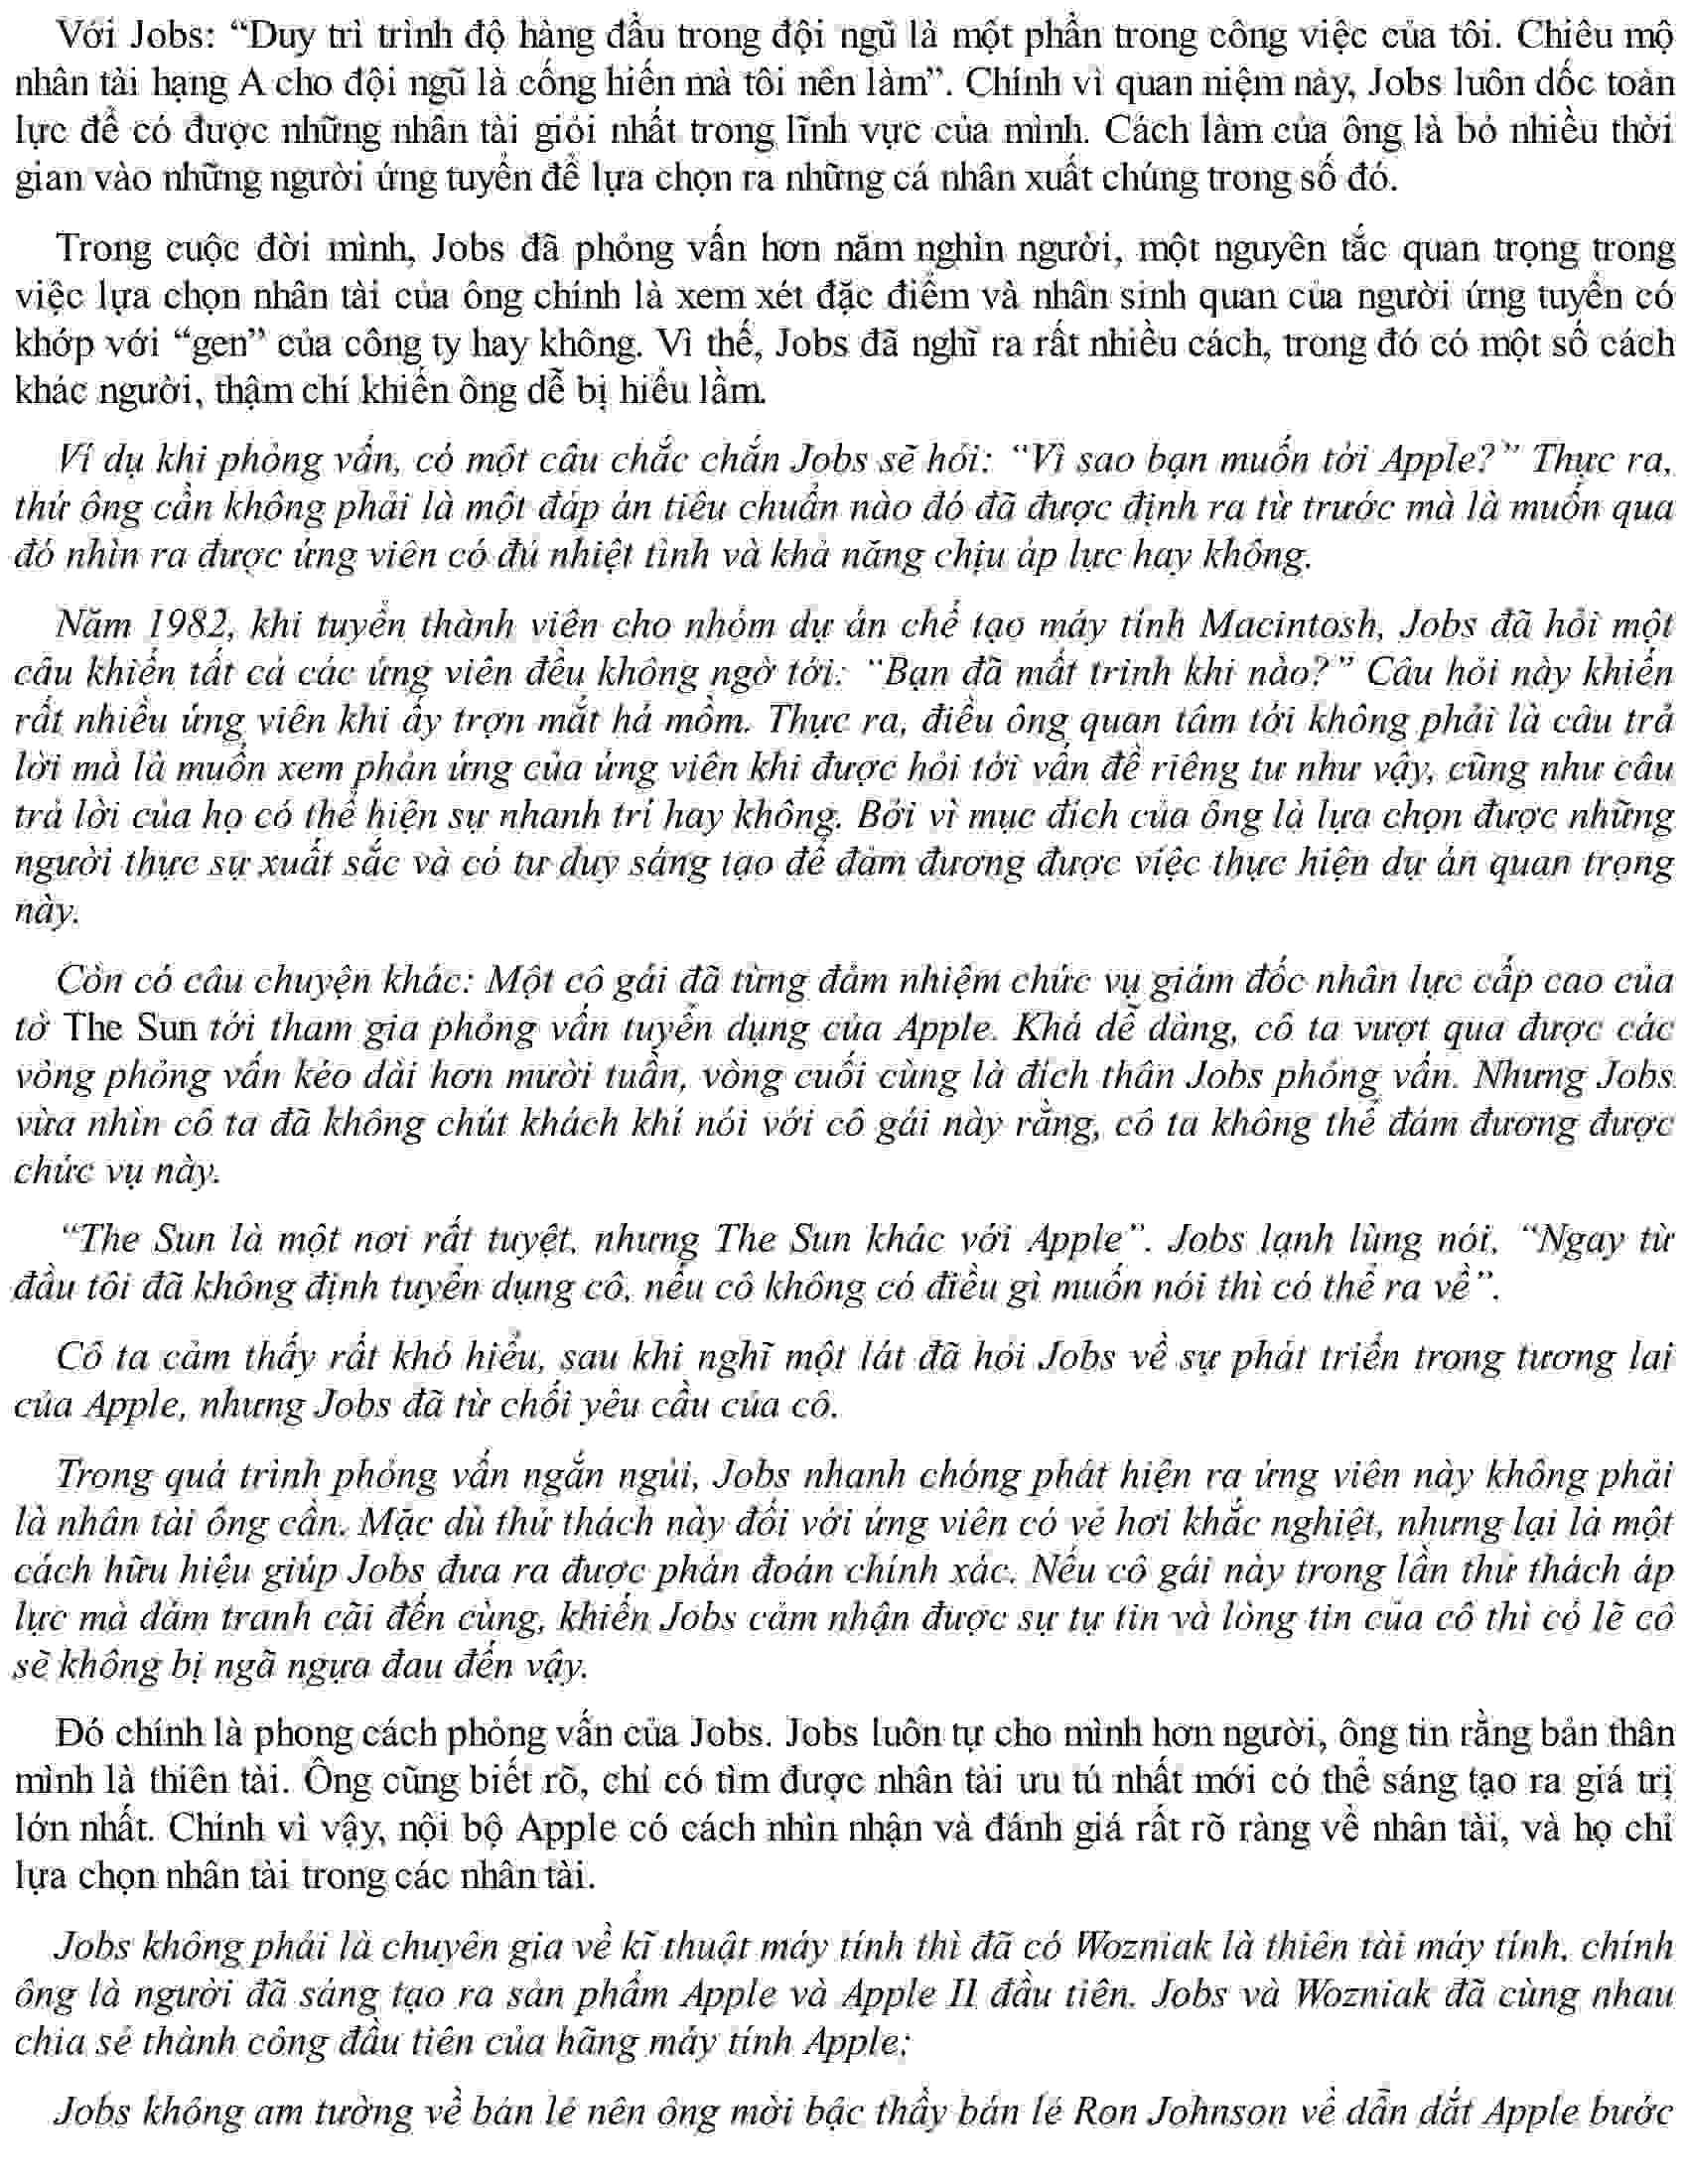 Với Jobs: “Duy trì trình độ hàng đầu trong đội ngũ là một phần trong công việc của tôi. Chiêu mộ
nhân tài hạng A cho đội ngũ là cống hiến mà tôi nên làm”. Chính vì quan niệm này, Jobs luôn dốc toàn
lực để có được những nhân tài giỏi nhất trong lĩnh vực của mình. Cách làm của ông là bỏ nhiều thời
gian vào những người ứng tuyển để lựa chọn ra những cá nhân xuất chúng trong số đó.
Trong cuộc đời mình, Jobs đã phỏng vấn hơn năm nghìn người, một nguyên tắc quan trọng trong
việc lựa chọn nhân tài của ông chính là xem xét đặc điểm và nhân sinh quan của người ứng tuyển có
khớp với “gen” của công ty hay không. Vì thế, Jobs đã nghĩ ra rất nhiều cách, trong đó có một số cách
khác người, thậm chí khiến ông dễ bị hiểu lầm.
Ví dụ khi phỏng vấn, có một câu chắc chắn Jobs sẽ hỏi: “Vì sao bạn muốn tới Apple?” Thực ra,
thứ ông cần không phải là một đáp án tiêu chuẩn nào đó đã được định ra từ trước mà là muốn qua
đó nhìn ra được ứng viên có đủ nhiệt tình và khả năng chịu áp lực hay không.
Năm 1982, khi tuyển thành viên cho nhóm dự án chế tạo máy tính Macintosh, Jobs đã hỏi một
câu khiến tất cả các ứng viên đều không ngờ tới: “Bạn đã mất trinh khi nào?” Câu hỏi này khiến
rất nhiều ứng viên khi ấy trợn mắt há mồm. Thực ra, điều ông quan tâm tới không phải là câu trả
lời mà là muốn xem phản ứng của ứng viên khi được hỏi tới vấn đề riêng tư như vậy, cũng như câu
trả lời của họ có thể hiện sự nhanh trí hay không. Bởi vì mục đích của ông là lựa chọn được những
người thực sự xuất sắc và có tư duy sáng tạo để đảm đương được việc thực hiện dự án quan trọng
này.
Còn có câu chuyện khác: Một cô gái đã từng đảm nhiệm chức vụ giám đốc nhân lực cấp cao của
tờ The Sun tới tham gia phỏng vấn tuyển dụng của Apple. Khá dễ dàng, cô ta vượt qua được các
vòng phỏng vấn kéo dài hơn mười tuần, vòng cuối cùng là đích thân Jobs phỏng vấn. Nhưng Jobs
vừa nhìn cô ta đã không chút khách khí nói với cô gái này rằng, cô ta không thể đảm đương được
chức vụ này.
“The Sun là một nơi rất tuyệt, nhưng The Sun khác với Apple”. Jobs lạnh lùng nói, “Ngay từ
đầu tôi đã không định tuyển dụng cô, nếu cô không có điều gì muốn nói thì có thể ra về”.
Cô ta cảm thấy rất khó hiểu, sau khi nghĩ một lát đã hỏi Jobs về sự phát triển trong tương lai
của Apple, nhưng Jobs đã từ chối yêu cầu của cô.
Trong quá trình phỏng vấn ngắn ngủi, Jobs nhanh chóng phát hiện ra ứng viên này không phải
là nhân tài ông cần. Mặc dù thử thách này đối với ứng viên có vẻ hơi khắc nghiệt, nhưng lại là một
cách hữu hiệu giúp Jobs đưa ra được phán đoán chính xác. Nếu cô gái này trong lần thử thách áp
lực mà dám tranh cãi đến cùng, khiến Jobs cảm nhận được sự tự tin và lòng tin của cô thì có lẽ cô
sẽ không bị ngã ngựa đau đến vậy.
Đó chính là phong cách phỏng vấn của Jobs. Jobs luôn tự cho mình hơn người, ông tin rằng bản thân
mình là thiên tài. Ông cũng biết rõ, chỉ có tìm được nhân tài ưu tú nhất mới có thể sáng tạo ra giá trị
lớn nhất. Chính vì vậy, nội bộ Apple có cách nhìn nhận và đánh giá rất rõ ràng về nhân tài, và họ chỉ
lựa chọn nhân tài trong các nhân tài.
Jobs không phải là chuyên gia về kĩ thuật máy tính thì đã có Wozniak là thiên tài máy tính, chính
ông là người đã sáng tạo ra sản phẩm Apple và Apple II đầu tiên. Jobs và Wozniak đã cùng nhau
chia sẻ thành công đầu tiên của hãng máy tính Apple;
Jobs không am tường về bán lẻ nên ông mời bậc thầy bán lẻ Ron Johnson về dẫn dắt Apple bước